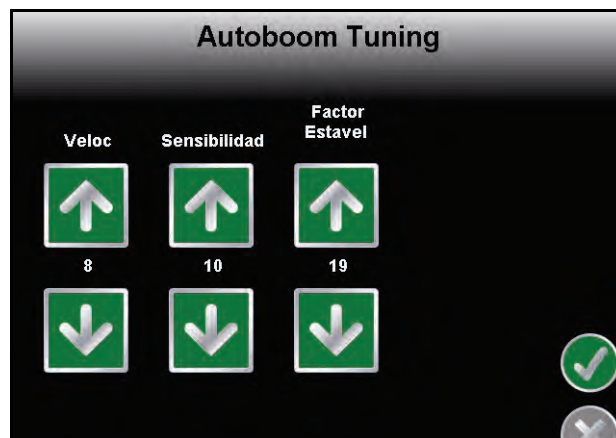 Autoboom Tuning
Factor
Estavel
Veloc
Sensibilidad
8
10
19